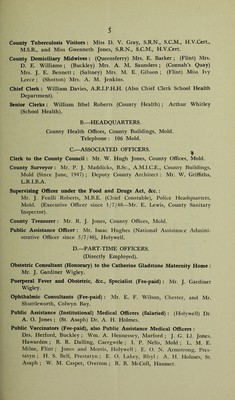 5
County Tuberculosis Visitors : Miss D. V. Gray, S.R.N., S.C.M., H.V.Cert.,
M.S.R., and Miss Gwenneth Jones, S.R.N., S.C.M., H.V.Cert.
County Domiciliary Midwives : (Queensferry) Mrs. E. Barker ; (Flint) Mrs.
D. E. Williams ; (Buckley) Mrs. A. M. Saunders ; (Connah's Quay)
Mrs. J. E. Bennett ; (Saltney) Mrs. M. E. Gibson ; (Flint) Miss Ivy
Leece ; (Shotton) Mrs. A. M. Jenkins.
Chief Clerk : William Davies, A.R.I.P.H.H. (Also Chief Clerk School Health
Department).
Senior Clerks : William Ithel Roberts (County Health) ; Arthur Whitley
(School Health).
B.—HEADQUARTERS.
County Health Offices, County Buildings, Mold.
Telephone : 106 Mold.
C.—ASSOCIATED OFFICERS.
Clerk to the County Council : Mr. W. Hugh Jones, County Offices, Mold.
County Surveyor : Mr. P. J. Maddicks, B.Sc., A.M.I.C.E., County Buildings,
Mold (Since June, 1947) ; Deputy County Architect : Mr. W. Griffiths,
L.R.I.B.A.
Supervising Officer under the Food and Drugs Act, &c. :
Mr. J. Fenill Roberts, M.B.E. (Chief Constable), Police Headquarters,
Mold. (Executive Officer since 1/7/48—Mr. E. Lewis, County Sanitary
Inspector).
County Treasurer : Mr. R. J. Jones, County Offices, Mold.
Public Assistance Officer : Mr. Isaac Hughes (National Assistance Admini-
strative Officer since 5/7/48), Holywell.
D.—PART-TIME OFFICERS.
(Directly Employed).
Obstetric Consultant (Honorary) to the Catherine Gladstone Maternity Home :
Mr. J. Gardiner Wigley.
Puerperal Fever and Obstetric, &c., Specialist (Fee-paid) : Mr. J. Gardiner
Wigley.
Ophthalmic Consultants (Fee-paid) : Mr. E. F. Wilson, Chester, and Mr.
Shuttleworth, Colwyn Bay.
Public Assistance (Institutional) Medical Officers (Salaried) : (Holywell) Dr.
A. O. Jones ; (St. Asaph) Dr. A. H. Holmes.
Public Vaccinators (Fee-paid), also Public Assistance Medical Officers :
Drs. Hertford, Buckley ; Wm. A. Hennessey, Marford ; J. G. Ll. Jones,
Hawarden ; R. R. Dalling, Caergwrle ; I. P. Nelis, Mold ; L. M. E.
Milne, Flint ; Jones and Morris, Holywell ; E. O. N. Armstrong, Pres-
tatyn ; H. S. Bell, Prestatyn ; E. O. Lakey, Rhyl ; A. H. Holmes, St.
Asaph ; W. M. Casper, Overton ; R. B. McColl, Hanmer.